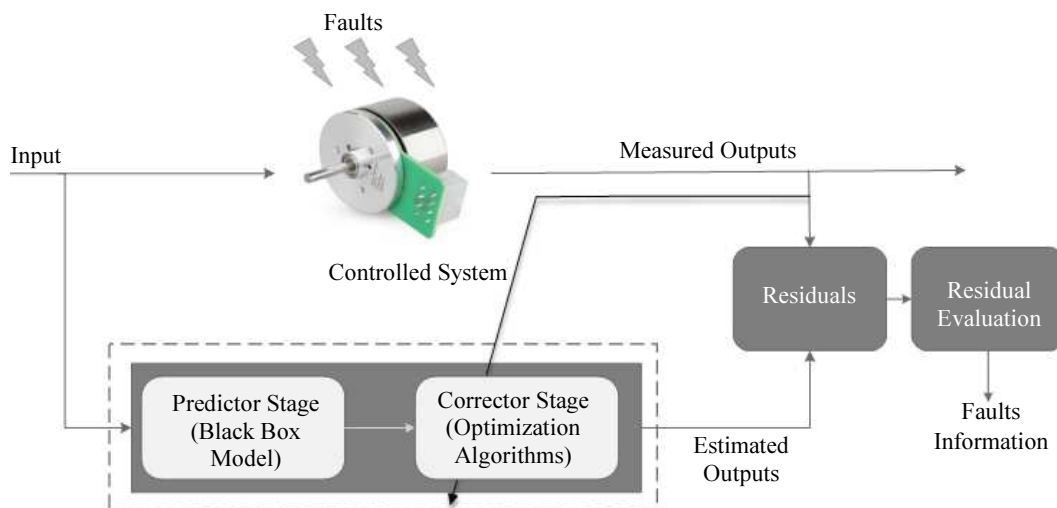 Faults
Input
Measured Outputs
Controlled System
Residuals
Residual
Evaluation
Predictor Stage
(Black Box
Model)
Corrector Stage
(Optimization
Algorithms)
Estimated
Outputs
Faults
Information